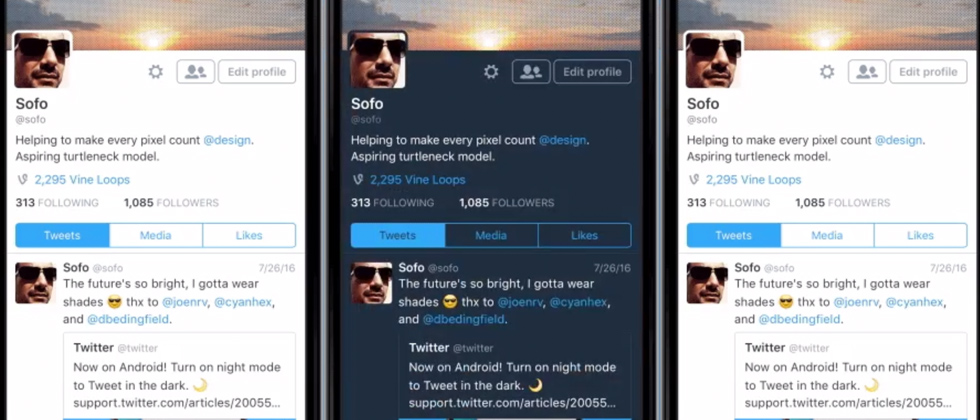 Edit profile
Sofo
@sofo
Helping to make every pixel count @design.
Aspiring turtleneck model.
2,295 Vine Loops
313 FOLLOWING 1,085 FOLLOWERS
Tweets Media Likes
Sofo @sofo 7/26/16
The future's so bright, I gotta wear
shades 😎 thx to @joenrv, @cyanhex,
and @dbedingfield.
Twitter @twitter
Now on Android! Turn on night mode
to Tweet in the dark. 🌙
support.twitter.com/articles/20055...
Edit profile
Sofo
@sofo
Helping to make every pixel count @design.
Aspiring turtleneck model.
2,295 Vine Loops
313 FOLLOWING 1,085 FOLLOWERS
Tweets Media Likes
Sofo @sofo 7/26/16
The future's so bright, I gotta wear
shades 😎 thx to @joenrv, @cyanhex,
and @dbedingfield.
Twitter @twitter
Now on Android! Turn on night mode
to Tweet in the dark. 🌙
support.twitter.com/articles/20055...
Edit profile
Sofo
@sofo
Helping to make every pixel count @design.
Aspiring turtleneck model.
2,295 Vine Loops
313 FOLLOWING 1,085 FOLLOWERS
Tweets Media Likes
Sofo @sofo 7/26/16
The future's so bright, I gotta wear
shades 😎 thx to @joenrv, @cyanhex,
and @dbedingfield.
Twitter @twitter
Now on Android! Turn on night mode
to Tweet in the dark. 🌙
support.twitter.com/articles/20055...